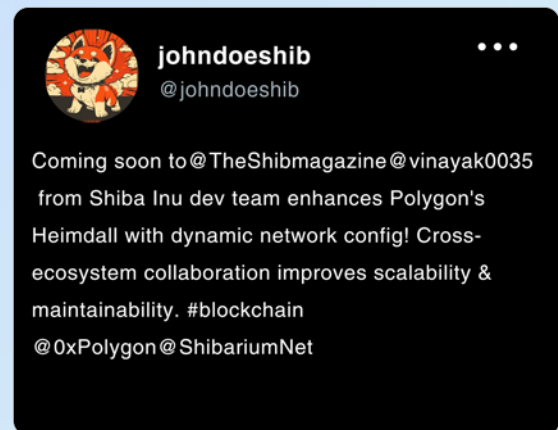 johndoeshib
@johndoeshib
Coming soon to@TheShibmagazine@vinayak0035
from Shiba Inu dev team enhances Polygon's
Heimdall with dynamic network config! Cross-
ecosystem collaboration improves scalability &
maintainability. #blockchain
@0xPolygon@ShibariumNet